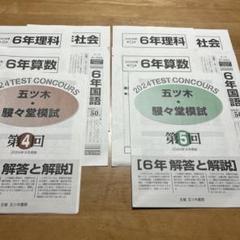 6年理科
社会
6年算数
6年国語
50
2024 TEST CONCOURS
五ツ木
・
駸々堂模試
第4回
【解答と解説】
6年理科
社会
6年算数
6年国語
50
2024 TEST CONCOURS
五ツ木
・
駸々堂模試
第5回
【6年 解答と解説】